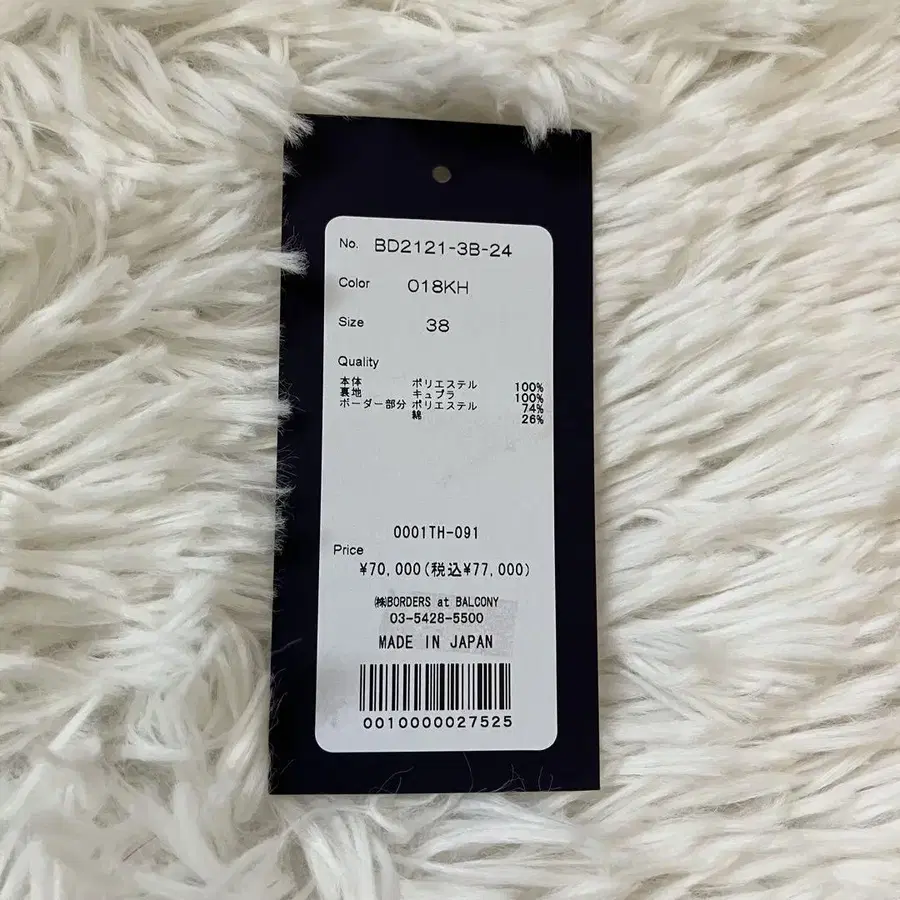 No. BD2121-3B-24
Color 018KH
Size 38
Quality
本体 ポリエステル 100%
裏地 キュプラ 100%
ボーダー部分 ポリエステル 74%
綿 26%
0001TH-091
Price
¥70,000(税込¥77,000)
㈱BORDERS at BALCONY
03-5428-5500
MADE IN JAPAN
0010000027525